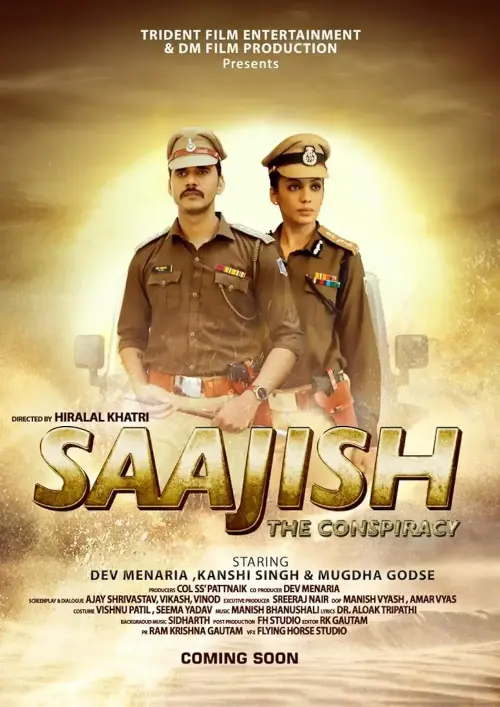 TRIDENT FILM ENTERTAINMENT
& DM FILM PRODUCTION
Presents
DIRECTED BY HIRALAL KHATRI
SAAJISH
THE CONSPIRACY
STARING
DEV MENARIA ,KANSHI SINGH & MUGDHA GODSE
PRODUCERS COL SS' PATTNAIK CO PRODUCER DEV MENARIA
SCREENPLAY & DIALOGUE AJAY SHRIVASTAV, VIKASH, VINOD EXCUTIVE PRODUCER SREERAJ NAIR DOP MANISH VYASH , AMAR VYAS
COSTUME VISHNU PATIL , SEEMA YADAV MUSIC MANISH BHANUSHALI LYRICS DR. ALOAK TRIPATHI
BACKGRAOUD MUSIC SIDHARTH POST PRODUCTION FH STUDIO EDITOR RK GAUTAM
PR RAM KRISHNA GAUTAM VFX FLYING HORSE STUDIO
COMING SOON